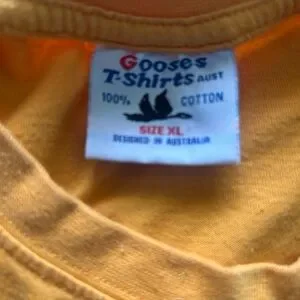 Gooses
T-Shirts AUST
100% COTTON
SIZE XL
DESIGNED IN AUSTRALIA